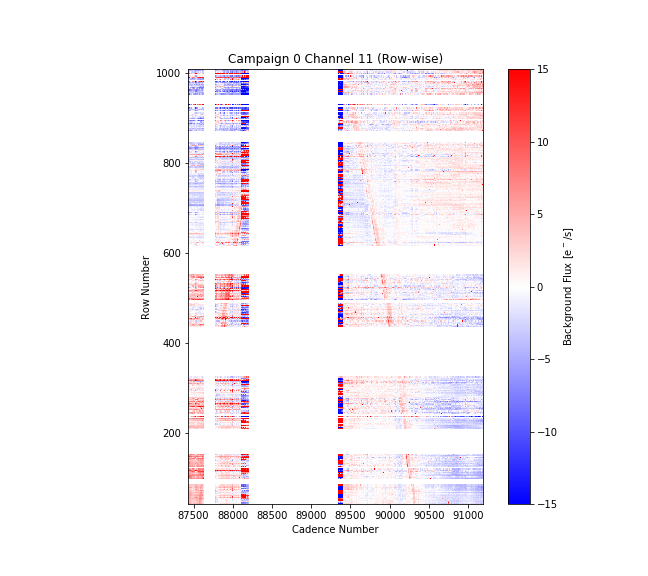 Campaign 0 Channel 11 (Row-wise)
1000
800
600
400
200
Row Number
87500 88000 88500 89000 89500 90000 90500 91000
Cadence Number
15
10
5
0
−5
−10
−15
Background Flux [e⁻/s]